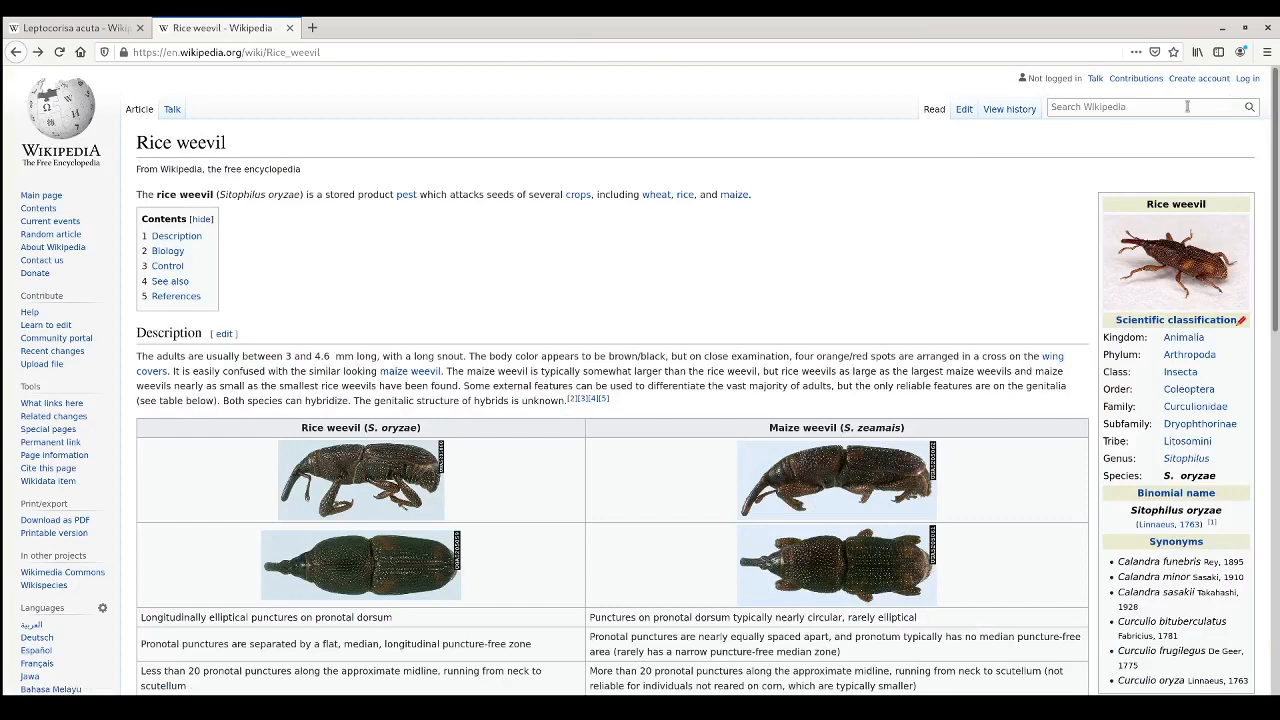 Leptocorisa acuta - Wikip
Rice weevil - Wikipedia
https://en.wikipedia.org/wiki/Rice_weevil
Not logged in Talk Contributions Create account Log in
Article Talk
Read Edit View history Search Wikipedia
WIKIPEDIA
The Free Encyclopedia
Main page
Contents
Current events
Random article
About Wikipedia
Contact us
Donate
Contribute
Help
Learn to edit
Community portal
Recent changes
Upload file
Tools
What links here
Related changes
Special pages
Permanent link
Page information
Cite this page
Wikidata item
Print/export
Download as PDF
Printable version
In other projects
Wikimedia Commons
Wikispecies
Languages
العربية
Deutsch
Español
Français
Jawa
Bahasa Melayu
Rice weevil
From Wikipedia, the free encyclopedia
The rice weevil (Sitophilus oryzae) is a stored product pest which attacks seeds of several crops, including wheat, rice, and maize.
Contents [hide]
1 Description
2 Biology
3 Control
4 See also
5 References
Description [ edit ]
The adults are usually between 3 and 4.6 mm long, with a long snout. The body color appears to be brown/black, but on close examination, four orange/red spots are arranged in a cross on the wing
covers. It is easily confused with the similar looking maize weevil. The maize weevil is typically somewhat larger than the rice weevil, but rice weevils as large as the largest maize weevils and maize
weevils nearly as small as the smallest rice weevils have been found. Some external features can be used to differentiate the vast majority of adults, but the only reliable features are on the genitalia
(see table below). Both species can hybridize. The genitalic structure of hybrids is unknown.[2][3][4][5]
Rice weevil (S. oryzae) Maize weevil (S. zeamais)
Longitudinally elliptical punctures on pronotal dorsum
Punctures on pronotal dorsum typically nearly circular, rarely elliptical
Pronotal punctures are separated by a flat, median, longitudinal puncture-free zone
Pronotal punctures are nearly equally spaced apart, and pronotum typically has no median puncture-free
area (rarely has a narrow puncture-free median zone)
Less than 20 pronotal punctures along the approximate midline, running from neck to
scutellum
More than 20 pronotal punctures along the approximate midline, running from neck to scutellum (not
reliable for individuals not reared on corn, which are typically smaller)
Rice weevil
Scientific classification
Kingdom: Animalia
Phylum: Arthropoda
Class: Insecta
Order: Coleoptera
Family: Curculionidae
Subfamily: Dryophthorinae
Tribe: Litosomini
Genus: Sitophilus
Species: S. oryzae
Binomial name
Sitophilus oryzae
(Linnaeus, 1763) [1]
Synonyms
Calandra funebris Rey, 1895
Calandra minor Sasaki, 1910
Calandra sasakii Takahashi,
1928
Curculio bituberculatus
Fabricius, 1781
Curculio frugilegus De Geer,
1775
Curculio oryza Linnaeus, 1763